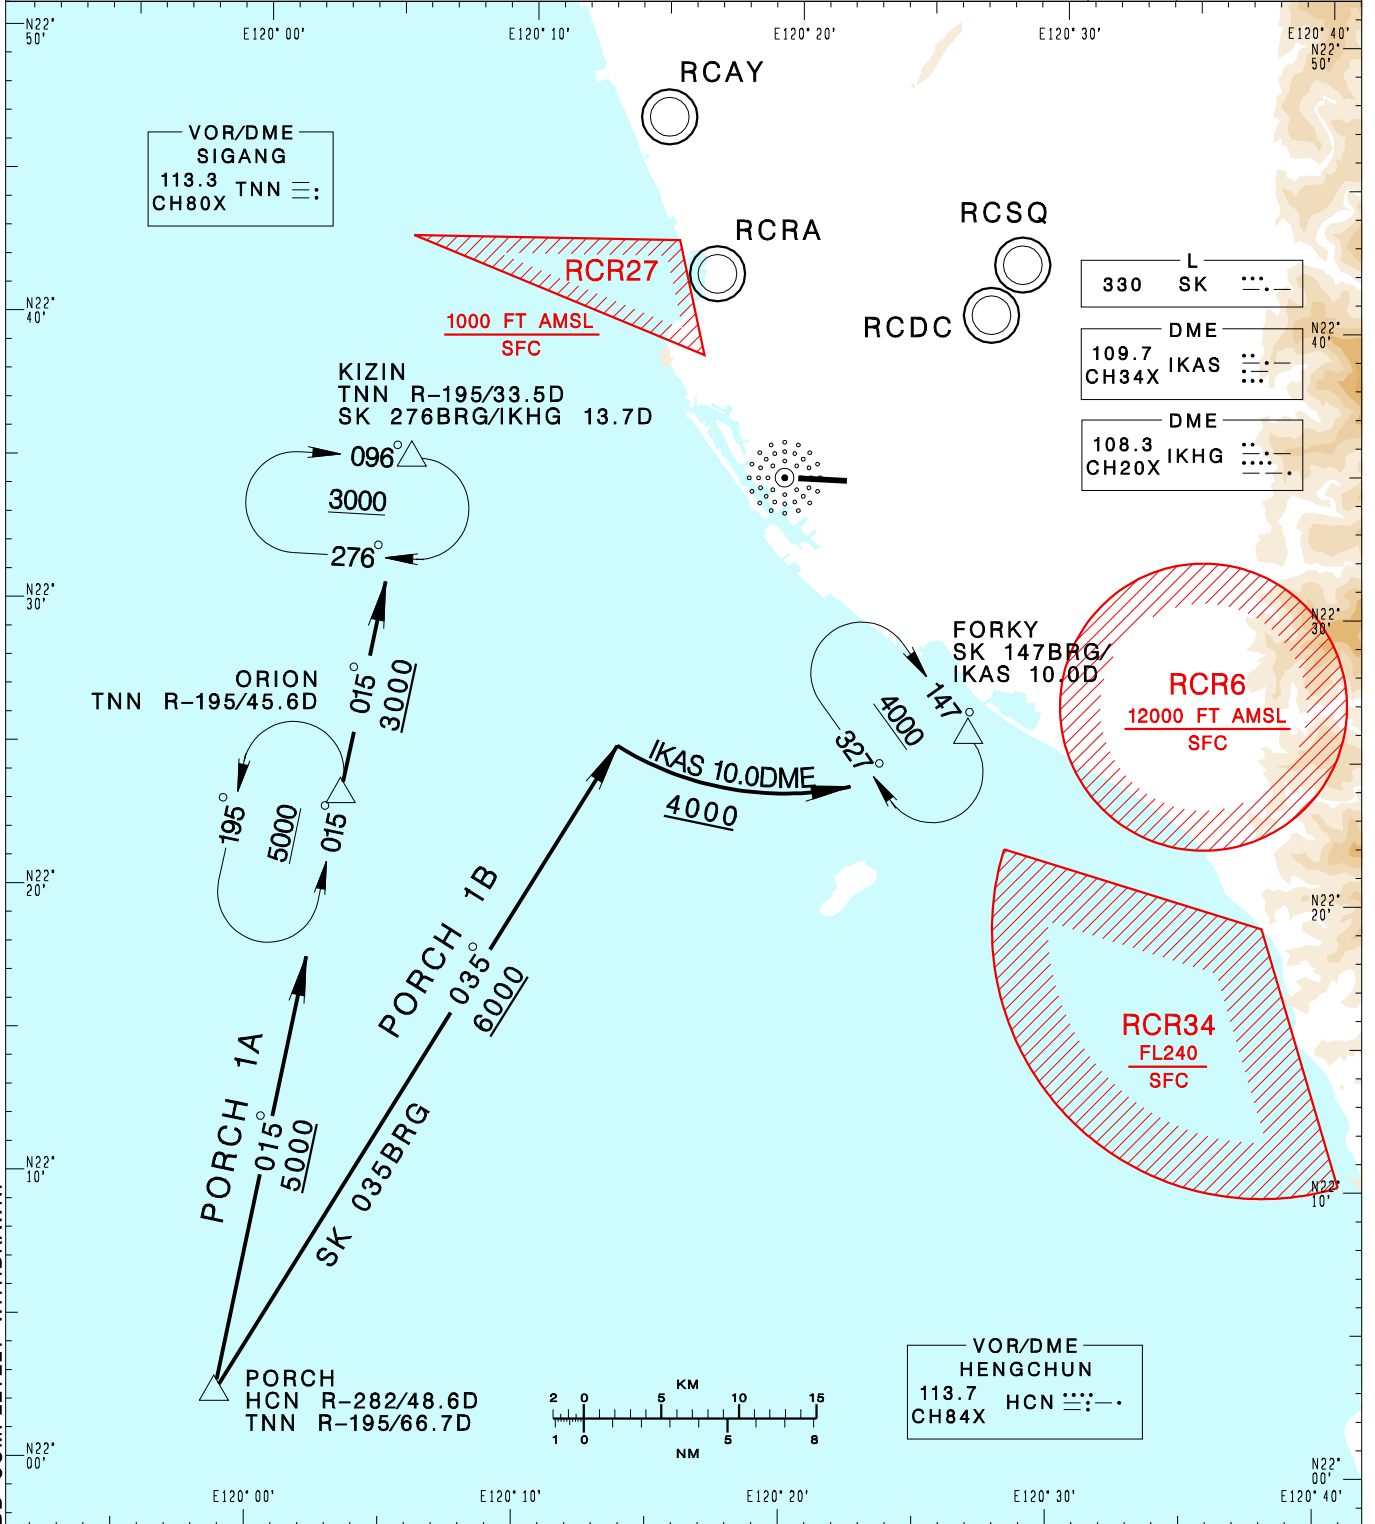 N22°
50'
E120° 00'
E120° 10'
E120° 20'
E120° 30'
E120° 40'
N22°
50'
RCAY
VOR/DME
SIGANG
113.3
CH80X
TNN
RCRA
RCSQ
RCR27
L
330 SK
N22°
40'
1000 FT AMSL
SFC
RCDC
DME
109.7
CH34X
IKAS
N22°
40'
KIZIN
TNN R-195/33.5D
SK 276BRG/IKHG 13.7D
DME
108.3
CH20X
IKHG
096°
3000
276°
N22°
30'
N22°
30'
FORKY
SK 147BRG/
IKAS 10.0D
ORION
TNN R-195/45.6D
015°
3000
RCR6
12000 FT AMSL
SFC
147°
4000
327°
IKAS 10.0DME
4000
195°
5000
015°
N22°
20'
N22°
20'
PORCH 1B
035°
6000
RCR34
FL240
SFC
PORCH 1A
015°
5000
SK 035BRG
N22°
10'
N22°
10'
PORCH
HCN R-282/48.6D
TNN R-195/66.7D
KM
2 0 5 10 15
1 0 5 8
NM
VOR/DME
HENGCHUN
113.7
CH84X
HCN
N22°
00'
N22°
00'
E120° 00'
E120° 10'
E120° 20'
E120° 30'
E120° 40'